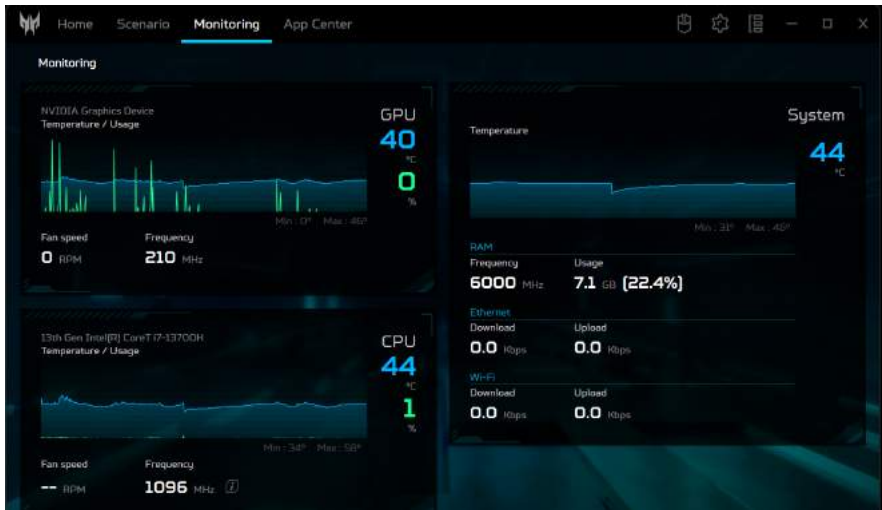 Home Scenario Monitoring App Center
Monitoring
NVIDIA Graphics Device
Temperature / Usage
GPU
40
°C
0
%
Min : 0° Max : 46°
Fan speed Frequency
0 RPM 210 MHz
13th Gen Intel(R) CoreT i7-13700H
Temperature / Usage
CPU
44
°C
1
%
Min : 34° Max : 58°
Fan speed Frequency
-- RPM 1096 MHz
System
Temperature
44
°C
Min : 31° Max : 46°
RAM
Frequency Usage
6000 MHz 7.1 GB (22.4%)
Ethernet
Download Upload
0.0 Kbps 0.0 Kbps
Wi-Fi
Download Upload
0.0 Kbps 0.0 Kbps